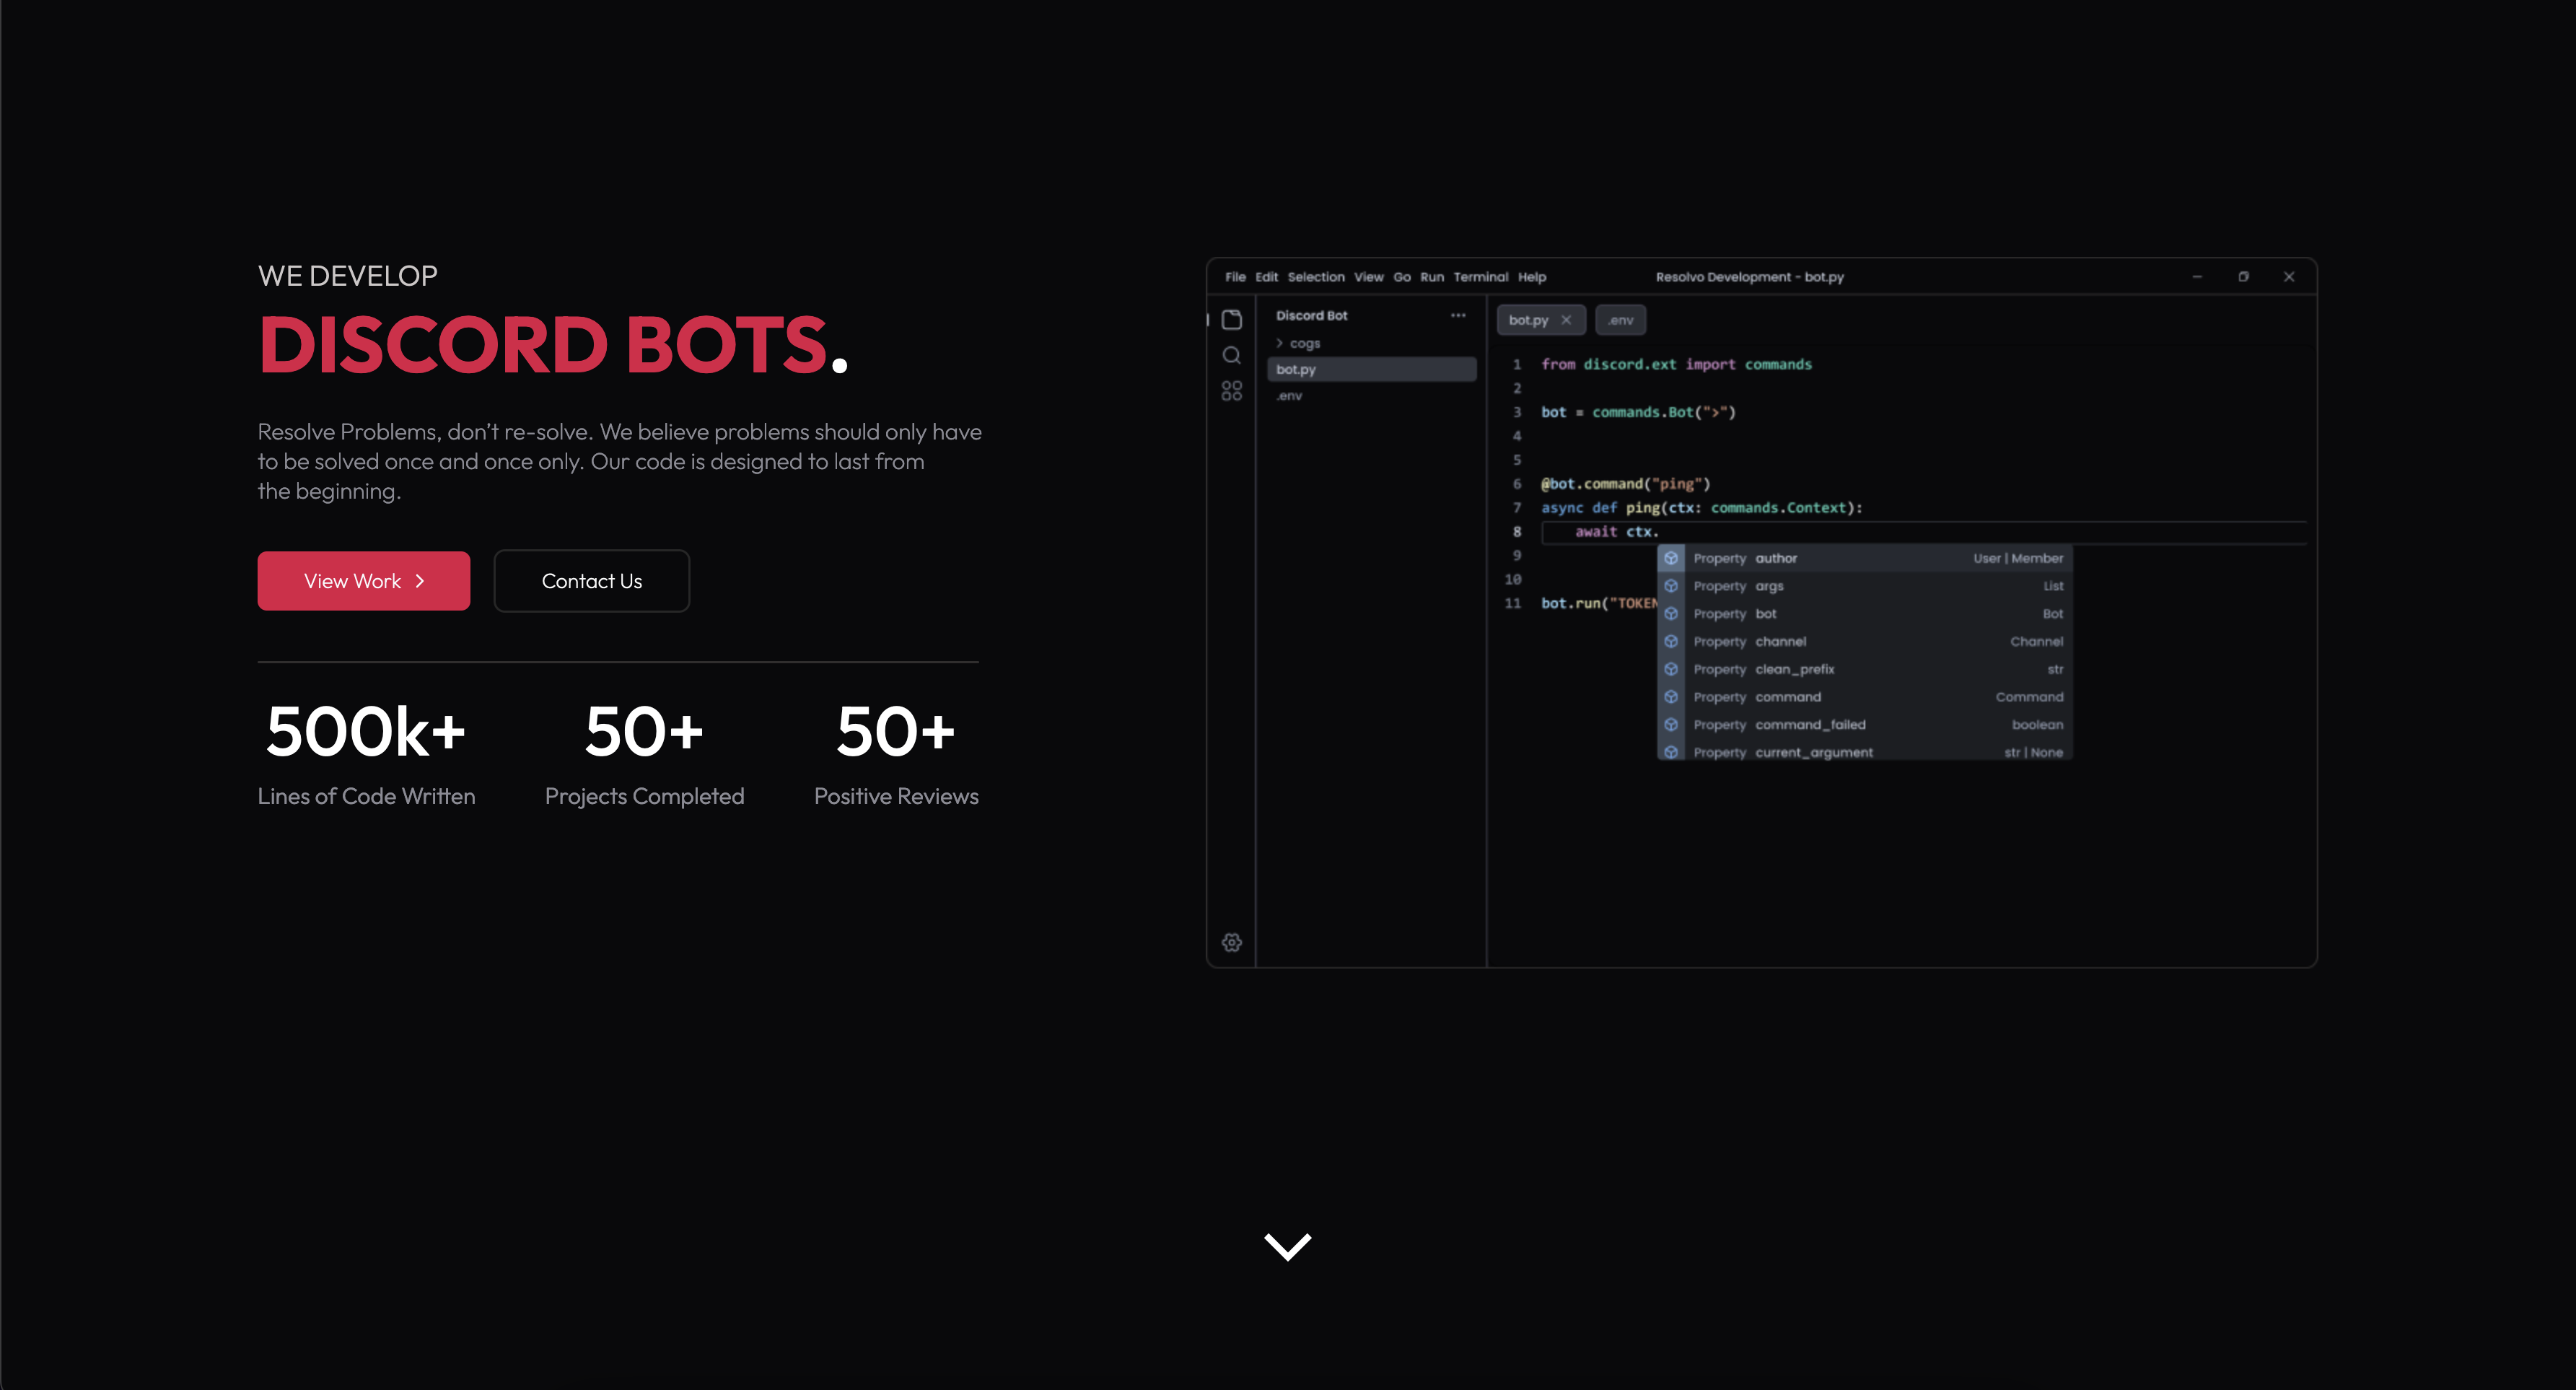 WE DEVELOP
DISCORD BOTS.
Resolve Problems, don’t re-solve. We believe problems should only have
to be solved once and once only. Our code is designed to last from
the beginning.
View Work
Contact Us
500k+
Lines of Code Written
50+
Projects Completed
50+
Positive Reviews
File Edit Selection View Go Run Terminal Help
Resolvo Development - bot.py
Discord Bot
cogs
bot.py
.env
bot.py
.env
1 from discord.ext import commands
2
3 bot = commands.Bot(">")
4
5
6 @bot.command("ping")
7 async def ping(ctx: commands.Context):
8 await ctx.
9
10
11 bot.run("TOKEN
Property author User | Member
Property args List
Property bot Bot
Property channel Channel
Property clean_prefix str
Property command Command
Property command_failed boolean
Property current_argument str | None